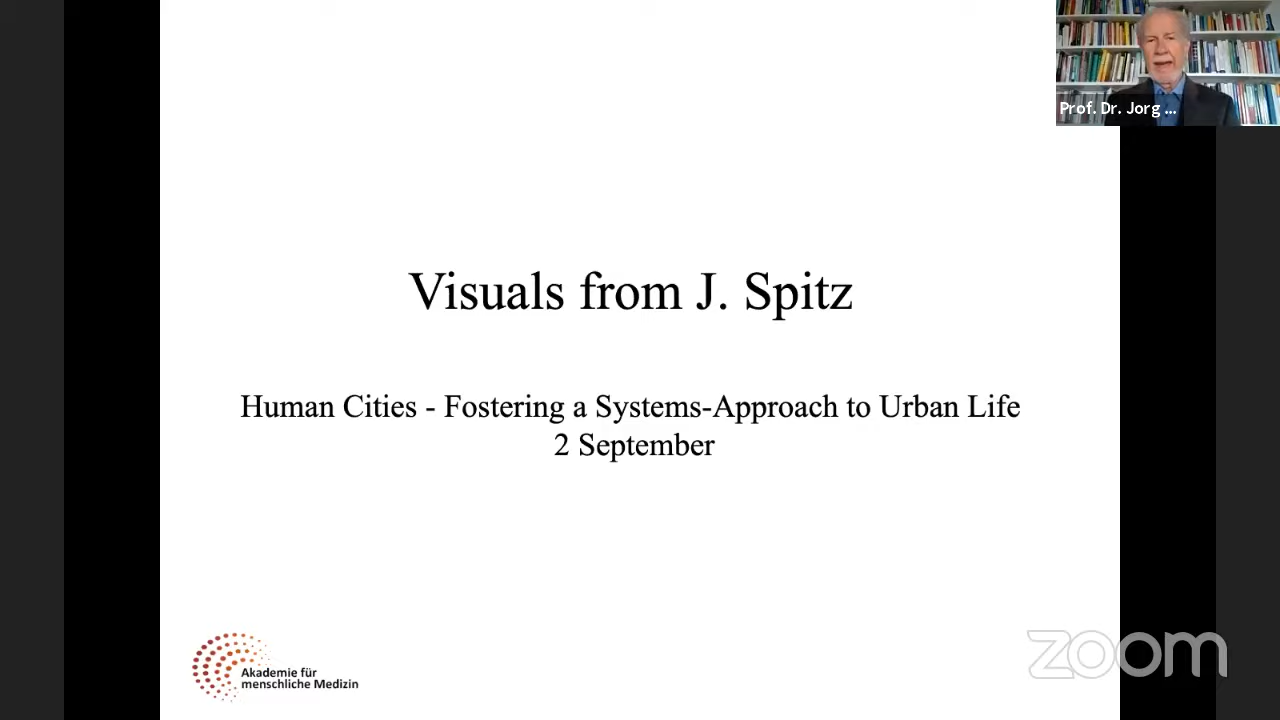 Prof. Dr. Jorg ...
Visuals from J. Spitz
Human Cities - Fostering a Systems-Approach to Urban Life
2 September
Akademie für
menschliche Medizin
zoom